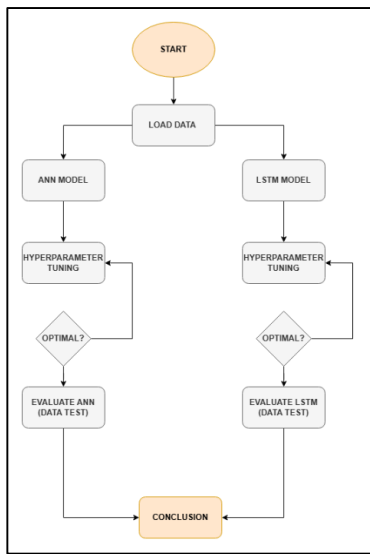 START
LOAD DATA
ANN MODEL
LSTM MODEL
HYPERPARAMETER
TUNING
HYPERPARAMETER
TUNING
OPTIMAL?
OPTIMAL?
EVALUATE ANN
(DATA TEST)
EVALUATE LSTM
(DATA TEST)
CONCLUSION